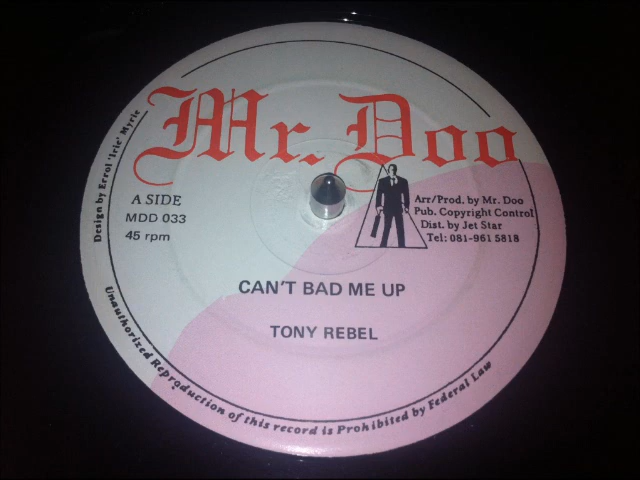 Mr. Doo
Design by Errol 'Irie' Myrie
A SIDE
MDD 033
45 rpm
Arr/Prod. by Mr. Doo
Pub. Copyright Control
Dist. by Jet Star
Tel: 081-961 5818
CAN'T BAD ME UP
TONY REBEL
Unauthorized Reproduction of this record is Prohibited by Federal Law